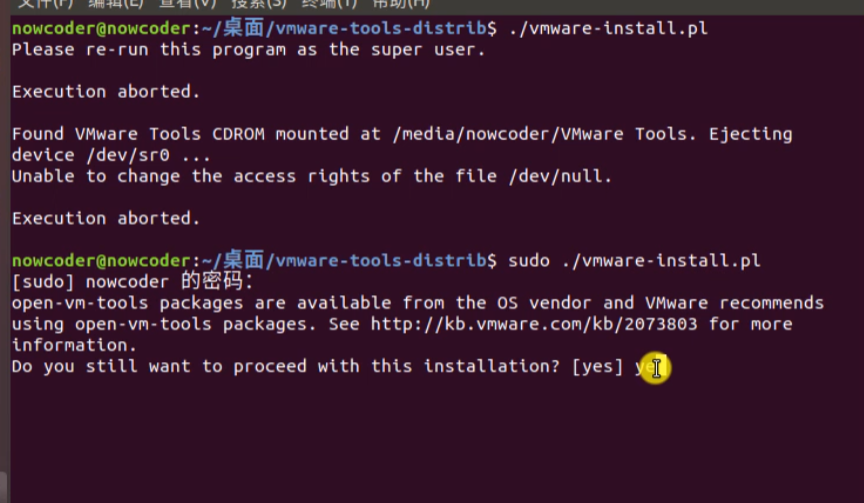 文件(F) 编辑(E) 查看(V) 搜索(S) 终端(T) 帮助(H)
nowcoder@nowcoder:~/桌面/vmware-tools-distrib$ ./vmware-install.pl
Please re-run this program as the super user.
Execution aborted.
Found VMware Tools CDROM mounted at /media/nowcoder/VMware Tools. Ejecting
device /dev/sr0 ...
Unable to change the access rights of the file /dev/null.
Execution aborted.
nowcoder@nowcoder:~/桌面/vmware-tools-distrib$ sudo ./vmware-install.pl
[sudo] nowcoder 的密码：
open-vm-tools packages are available from the OS vendor and VMware recommends
using open-vm-tools packages. See http://kb.vmware.com/kb/2073803 for more
information.
Do you still want to proceed with this installation? [yes]